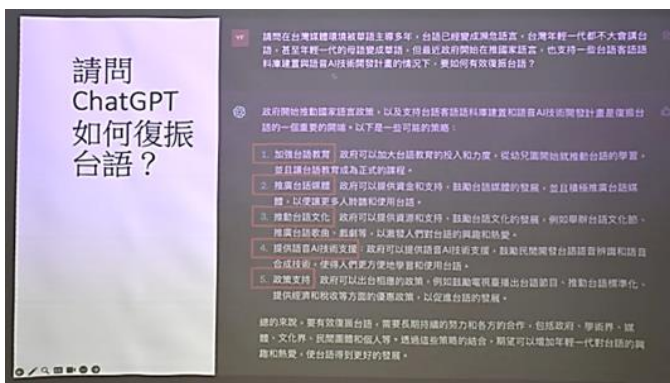 請問
ChatGPT
如何復振
台語？
請問在台灣媒體環境被華語主導多年，台語已經變成瀕危語言，台灣年輕一代都不大會講台
語，甚至年輕一代的母語變成華語，但最近政府開始在推國家語言，也支持一些台語客語語
料庫建置與語音AI技術開發計畫的情況下，要如何有效復振台語？
政府開始推動國家語言政策，以及支持台語客語語料庫建置和語音AI技術開發計畫是復振台
語的一個重要的開端。以下是一些可能的策略：
1. 加強台語教育：政府可以加大台語教育的投入和力度，從幼兒園開始就推動台語的學習，
並且讓台語教育成為正式的課程。
2. 推廣台語媒體：政府可以提供資金和支持，鼓勵台語媒體的發展，並且積極推廣台語媒
體，以便讓更多人聆聽和使用台語。
3. 推動台語文化：政府可以提供資源和支持，鼓勵台語文化的發展，例如舉辦台語文化節、
推廣台語歌曲、戲劇等，以激發人們對台語的興趣和熱愛。
4. 提供語音AI技術支援：政府可以提供語音AI技術支援，鼓勵民間開發台語語音辨識和語音
合成技術，使得人們更方便地學習和使用台語。
5. 政策支持：政府可以出台相應的政策，例如鼓勵電視臺播出台語節目、推動台語標準化、
提供經濟和稅收等方面的優惠政策，以促進台語的發展。
總的來說，要有效復振台語，需要長期持續的努力和各方的合作，包括政府、學術界、媒
體、文化界、民間團體和個人等。透過這些策略的結合，期望可以增加年輕一代對台語的興
趣和熱愛，使台語得到更好的發展。